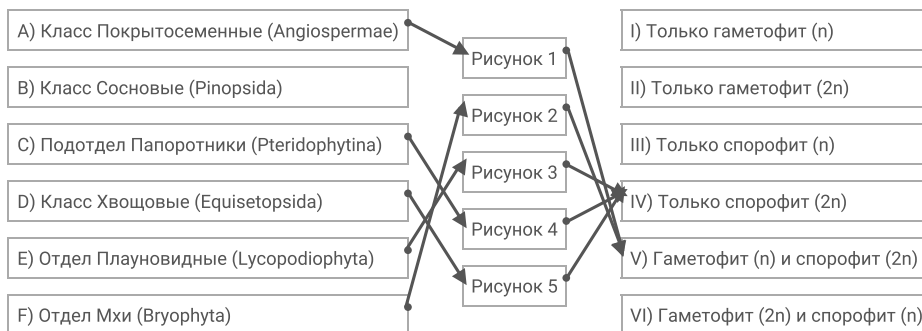 A) Класс Покрытосеменные (Angiospermae)
B) Класс Сосновые (Pinopsida)
C) Подотдел Папоротники (Pteridophytina)
D) Класс Хвощовые (Equisetopsida)
E) Отдел Плауновидные (Lycopodiophyta)
F) Отдел Мхи (Bryophyta)
Рисунок 1
Рисунок 2
Рисунок 3
Рисунок 4
Рисунок 5
I) Только гаметофит (n)
II) Только гаметофит (2n)
III) Только спорофит (n)
IV) Только спорофит (2n)
V) Гаметофит (n) и спорофит (2n)
VI) Гаметофит (2n) и спорофит (n)